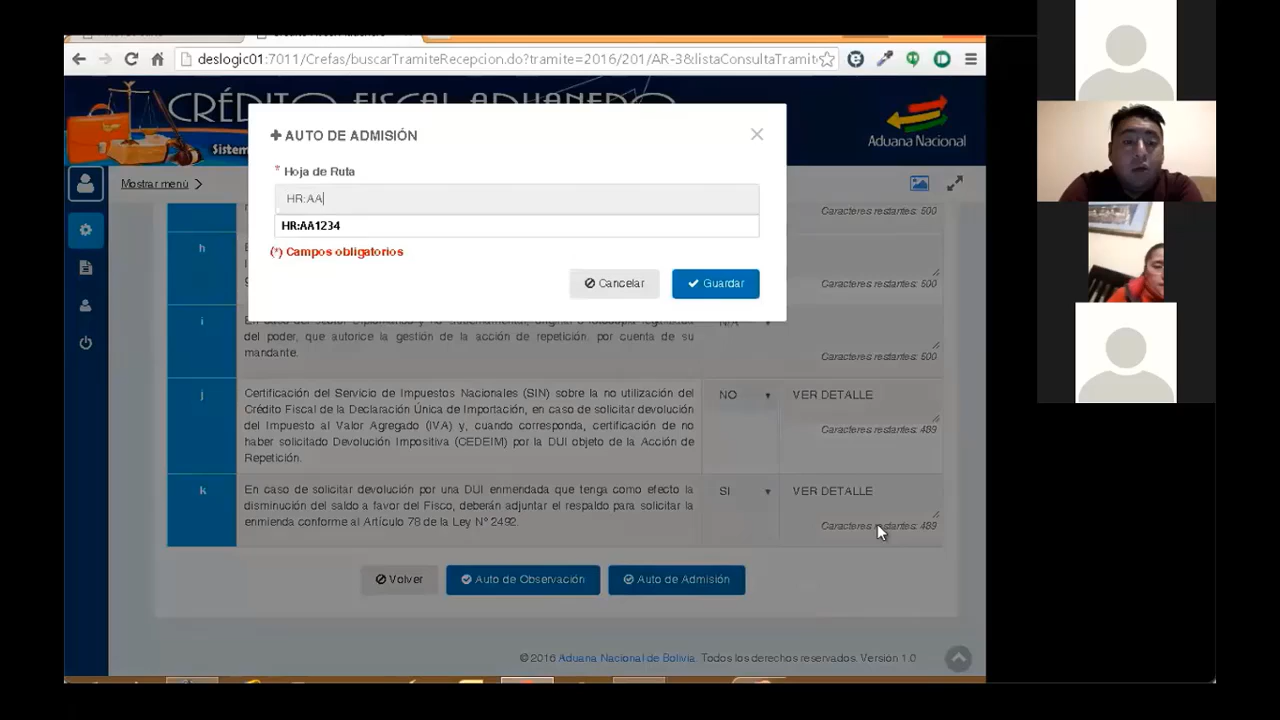 deslogic01:7011/Crefas/buscarTramiteRecepcion.do?tramite=2016/201/AR-3&listaConsultaTramit
CRÉDITO FISCAL ADUANERO
Aduana Nacional
Mostrar menú
AUTO DE ADMISIÓN
* Hoja de Ruta
HR:AA
HR:AA1234
(*) Campos obligatorios
Cancelar
Guardar
Caracteres restantes: 500
h
Caracteres restantes: 500
i
N/A
del poder, que autorice la gestión de la acción de repetición, por cuenta de su
mandante.
Caracteres restantes: 500
j
Certificación del Servicio de Impuestos Nacionales (SIN) sobre la no utilización del
Crédito Fiscal de la Declaración Única de Importación, en caso de solicitar devolución
del Impuesto al Valor Agregado (IVA) y, cuando corresponda, certificación de no
haber solicitado Devolución Impositiva (CEDEIM) por la DUI objeto de la Acción de
Repetición.
NO
VER DETALLE
Caracteres restantes: 489
k
En caso de solicitar devolución por una DUI enmendada que tenga como efecto la
disminución del saldo a favor del Fisco, deberán adjuntar el respaldo para solicitar la
enmienda conforme al Artículo 78 de la Ley N° 2492.
SI
VER DETALLE
Caracteres restantes: 489
Volver
Auto de Observación
Auto de Admisión
© 2016 Aduana Nacional de Bolivia. Todos los derechos reservados. Versión 1.0